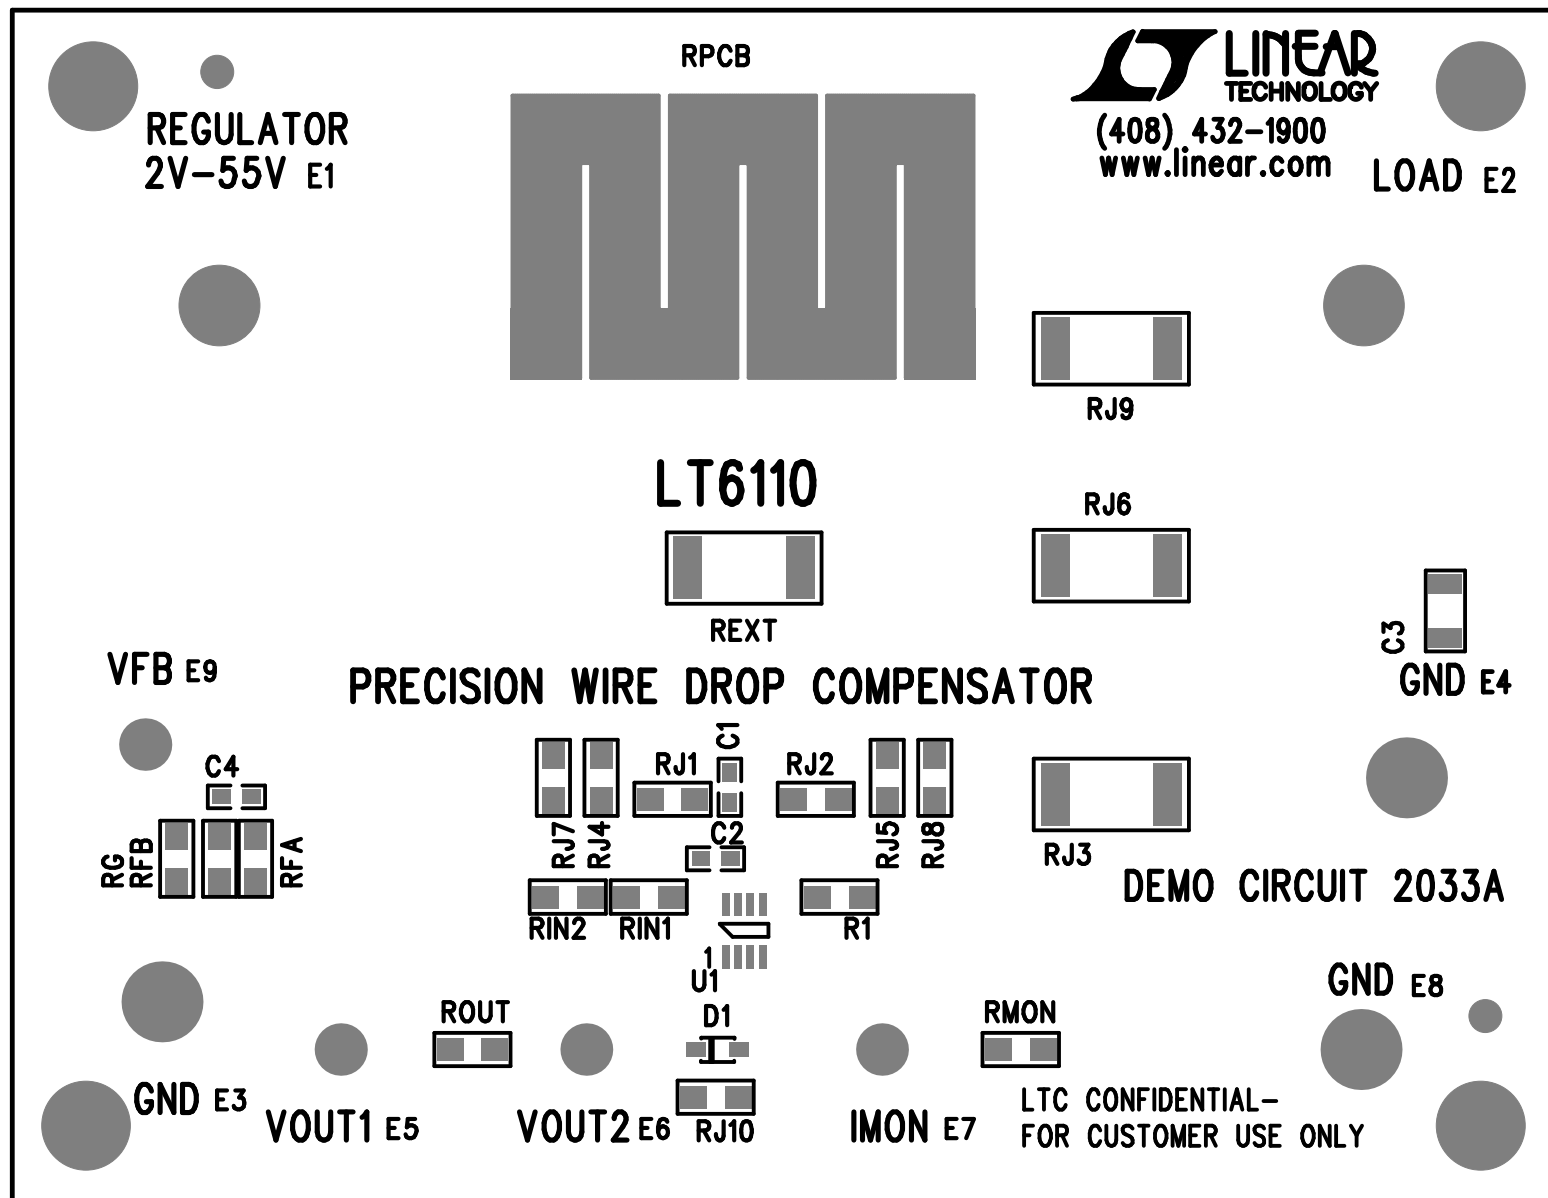 RPCB
LINEAR
TECHNOLOGY
(408) 432-1900
www.linear.com
REGULATOR
2V-55V E1
LOAD E2
RJ9
LT6110
RJ6
REXT
C3
VFB E9
GND E4
PRECISION WIRE DROP COMPENSATOR
C1
C4
RJ1
RJ2
RG
RFB
RFA
RJ7
RJ4
C2
RJ5
RJ8
RJ3
DEMO CIRCUIT 2033A
RIN2
RIN1
R1
1
U1
GND E8
ROUT
D1
RMON
GND E3
VOUT1 E5
VOUT2 E6
RJ10
IMON E7
LTC CONFIDENTIAL-
FOR CUSTOMER USE ONLY